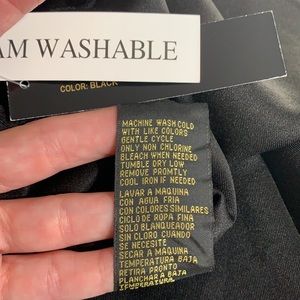 AM WASHABLE
COLOR: BLACK
MACHINE WASH COLD
WITH LIKE COLORS
GENTLE CYCLE
ONLY NON CHLORINE
BLEACH WHEN NEEDED
TUMBLE DRY LOW
REMOVE PROMTLY
COOL IRON IF NEEDED
LAVAR A MAQUINA
CON AGUA FRIA
CON COLORES SIMILARES
CICLO DE ROPA FINA
SOLO BLANQUEADOR
SIN CLORO CUANDO
SE NECESITE
SECAR A MAQUINA
TEMPERATURA BAJA
RETIRA PRONTO
PLANCHAR A BAJA
TEMPERATURA